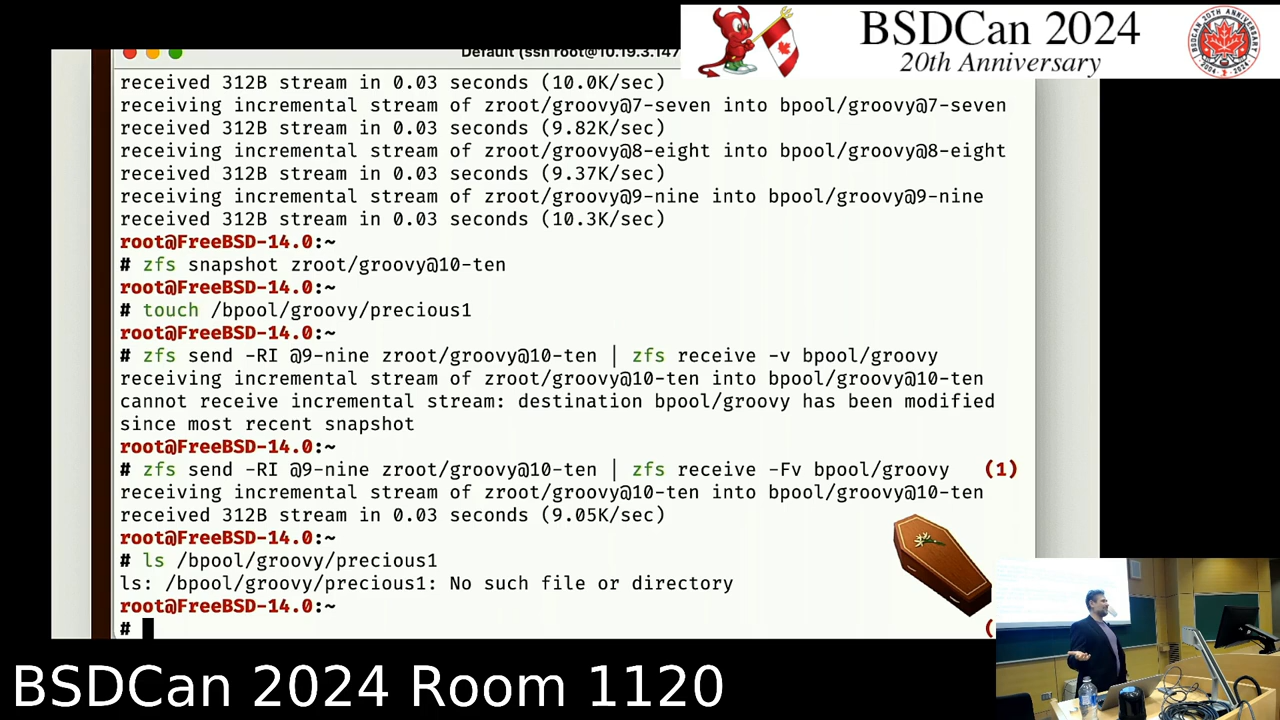 BSDCan 2024
20th Anniversary
Default (ssh root@10.19.3.147
received 312B stream in 0.03 seconds (10.0K/sec)
receiving incremental stream of zroot/groovy@7-seven into bpool/groovy@7-seven
received 312B stream in 0.03 seconds (9.82K/sec)
receiving incremental stream of zroot/groovy@8-eight into bpool/groovy@8-eight
received 312B stream in 0.03 seconds (9.37K/sec)
receiving incremental stream of zroot/groovy@9-nine into bpool/groovy@9-nine
received 312B stream in 0.03 seconds (10.3K/sec)
root@FreeBSD-14.0:~
# zfs snapshot zroot/groovy@10-ten
root@FreeBSD-14.0:~
# touch /bpool/groovy/precious1
root@FreeBSD-14.0:~
# zfs send -RI @9-nine zroot/groovy@10-ten | zfs receive -v bpool/groovy
receiving incremental stream of zroot/groovy@10-ten into bpool/groovy@10-ten
cannot receive incremental stream: destination bpool/groovy has been modified
since most recent snapshot
root@FreeBSD-14.0:~
# zfs send -RI @9-nine zroot/groovy@10-ten | zfs receive -Fv bpool/groovy (1)
receiving incremental stream of zroot/groovy@10-ten into bpool/groovy@10-ten
received 312B stream in 0.03 seconds (9.05K/sec)
root@FreeBSD-14.0:~
# ls /bpool/groovy/precious1
ls: /bpool/groovy/precious1: No such file or directory
root@FreeBSD-14.0:~
# (
BSDCan 2024 Room 1120